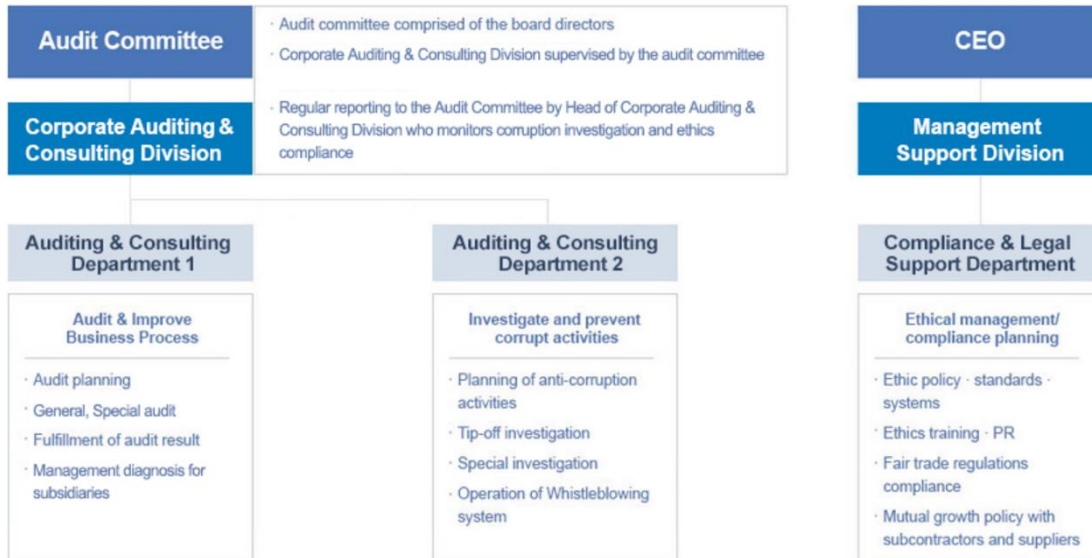 Audit Committee
· Audit committee comprised of the board directors
· Corporate Auditing & Consulting Division supervised by the audit committee
· Regular reporting to the Audit Committee by Head of Corporate Auditing &
Consulting Division who monitors corruption investigation and ethics
compliance
Corporate Auditing &
Consulting Division
CEO
Management
Support Division
Auditing & Consulting
Department 1
Audit & Improve
Business Process
· Audit planning
· General, Special audit
· Fulfillment of audit result
· Management diagnosis for
subsidiaries
Auditing & Consulting
Department 2
Investigate and prevent
corrupt activities
· Planning of anti-corruption
activities
· Tip-off investigation
· Special investigation
· Operation of Whistleblowing
system
Compliance & Legal
Support Department
Ethical management/
compliance planning
· Ethic policy · standards ·
systems
· Ethics training · PR
· Fair trade regulations
compliance
· Mutual growth policy with
subcontractors and suppliers